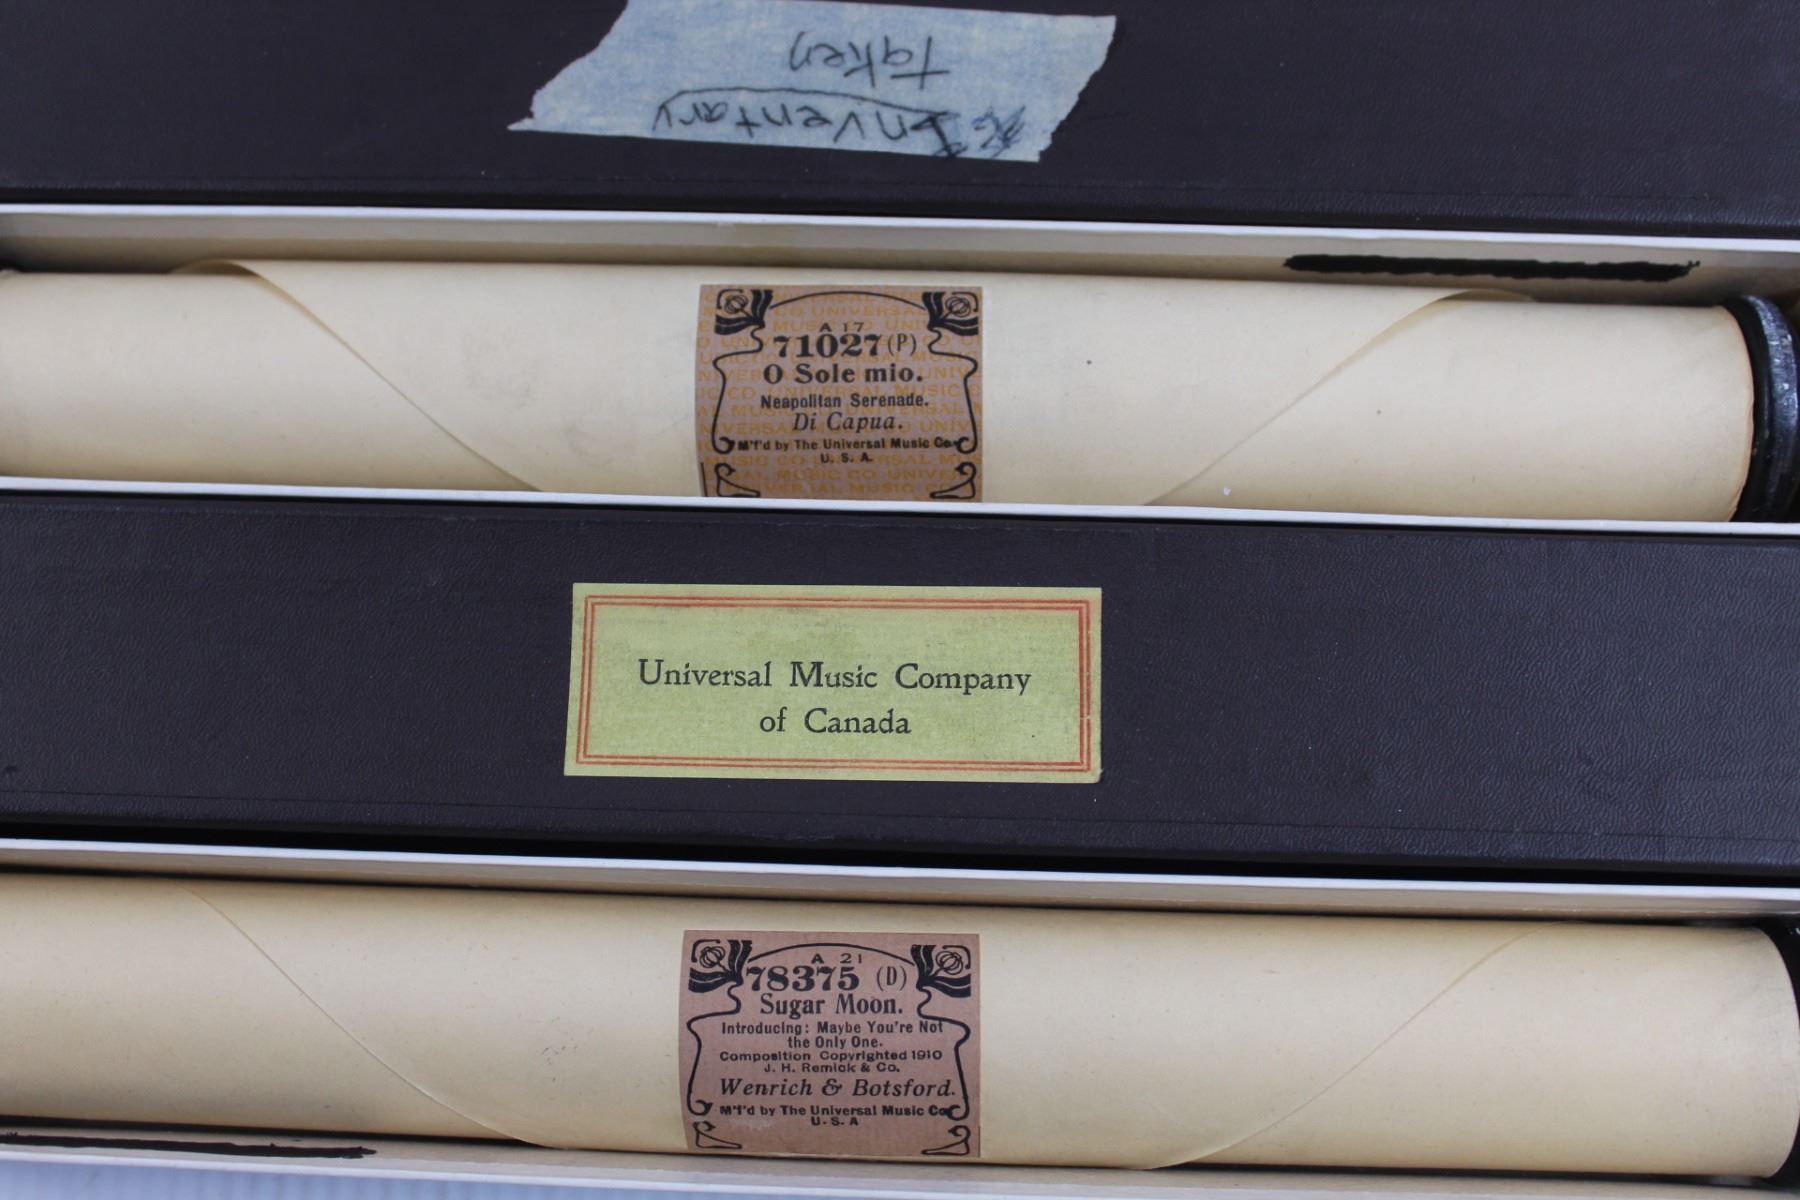 * Inventary
taken
A 17
71027 (P)
O Sole mio.
Neapolitan Serenade.
Di Capua.
M'f'd by The Universal Music Co.
U. S. A.
Universal Music Company
of Canada
A 21
78375 (D)
Sugar Moon.
Introducing: Maybe You're Not
the Only One.
Composition Copyrighted 1910
J. H. Remick & Co.
Wenrich & Botsford.
M'f'd by The Universal Music Co.
U. S. A